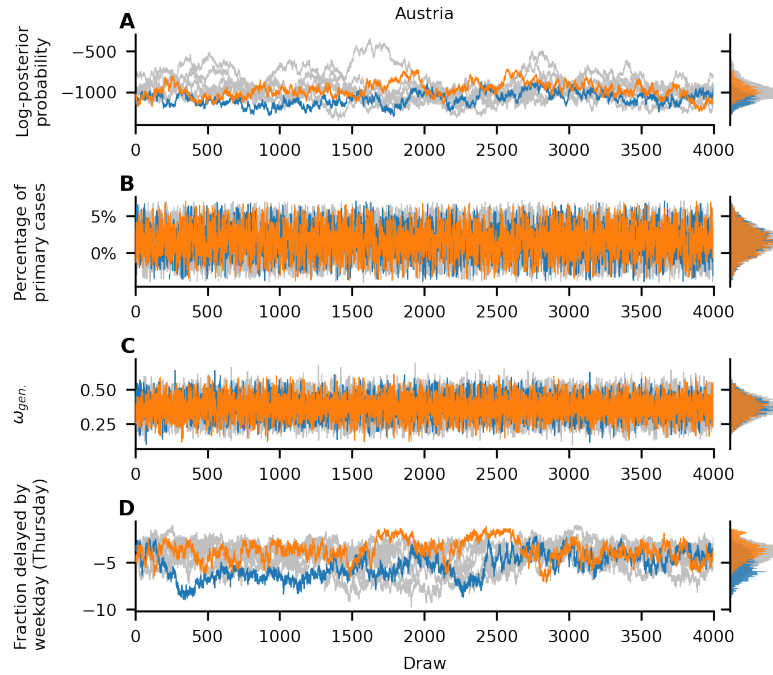 Austria
A
Log-posterior
probability
−500
−1000
0 500 1000 1500 2000 2500 3000 3500 4000
B
Percentage of
primary cases
5%
0%
0 500 1000 1500 2000 2500 3000 3500 4000
C
ω_gen.
0.50
0.25
0 500 1000 1500 2000 2500 3000 3500 4000
D
Fraction delayed by
weekday (Thursday)
−5
−10
0 500 1000 1500 2000 2500 3000 3500 4000
Draw